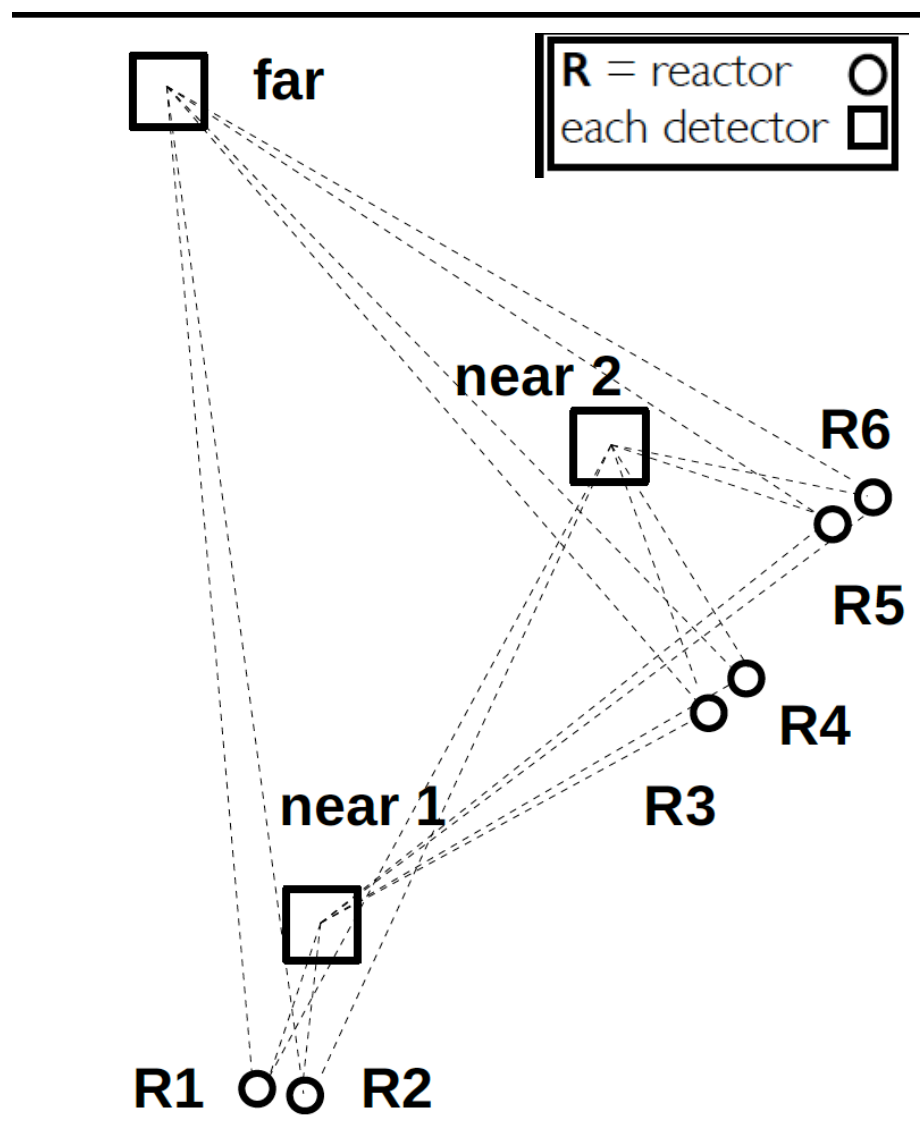 far
R = reactor
each detector
near 2
R6
R5
R4
R3
near 1
R1
R2